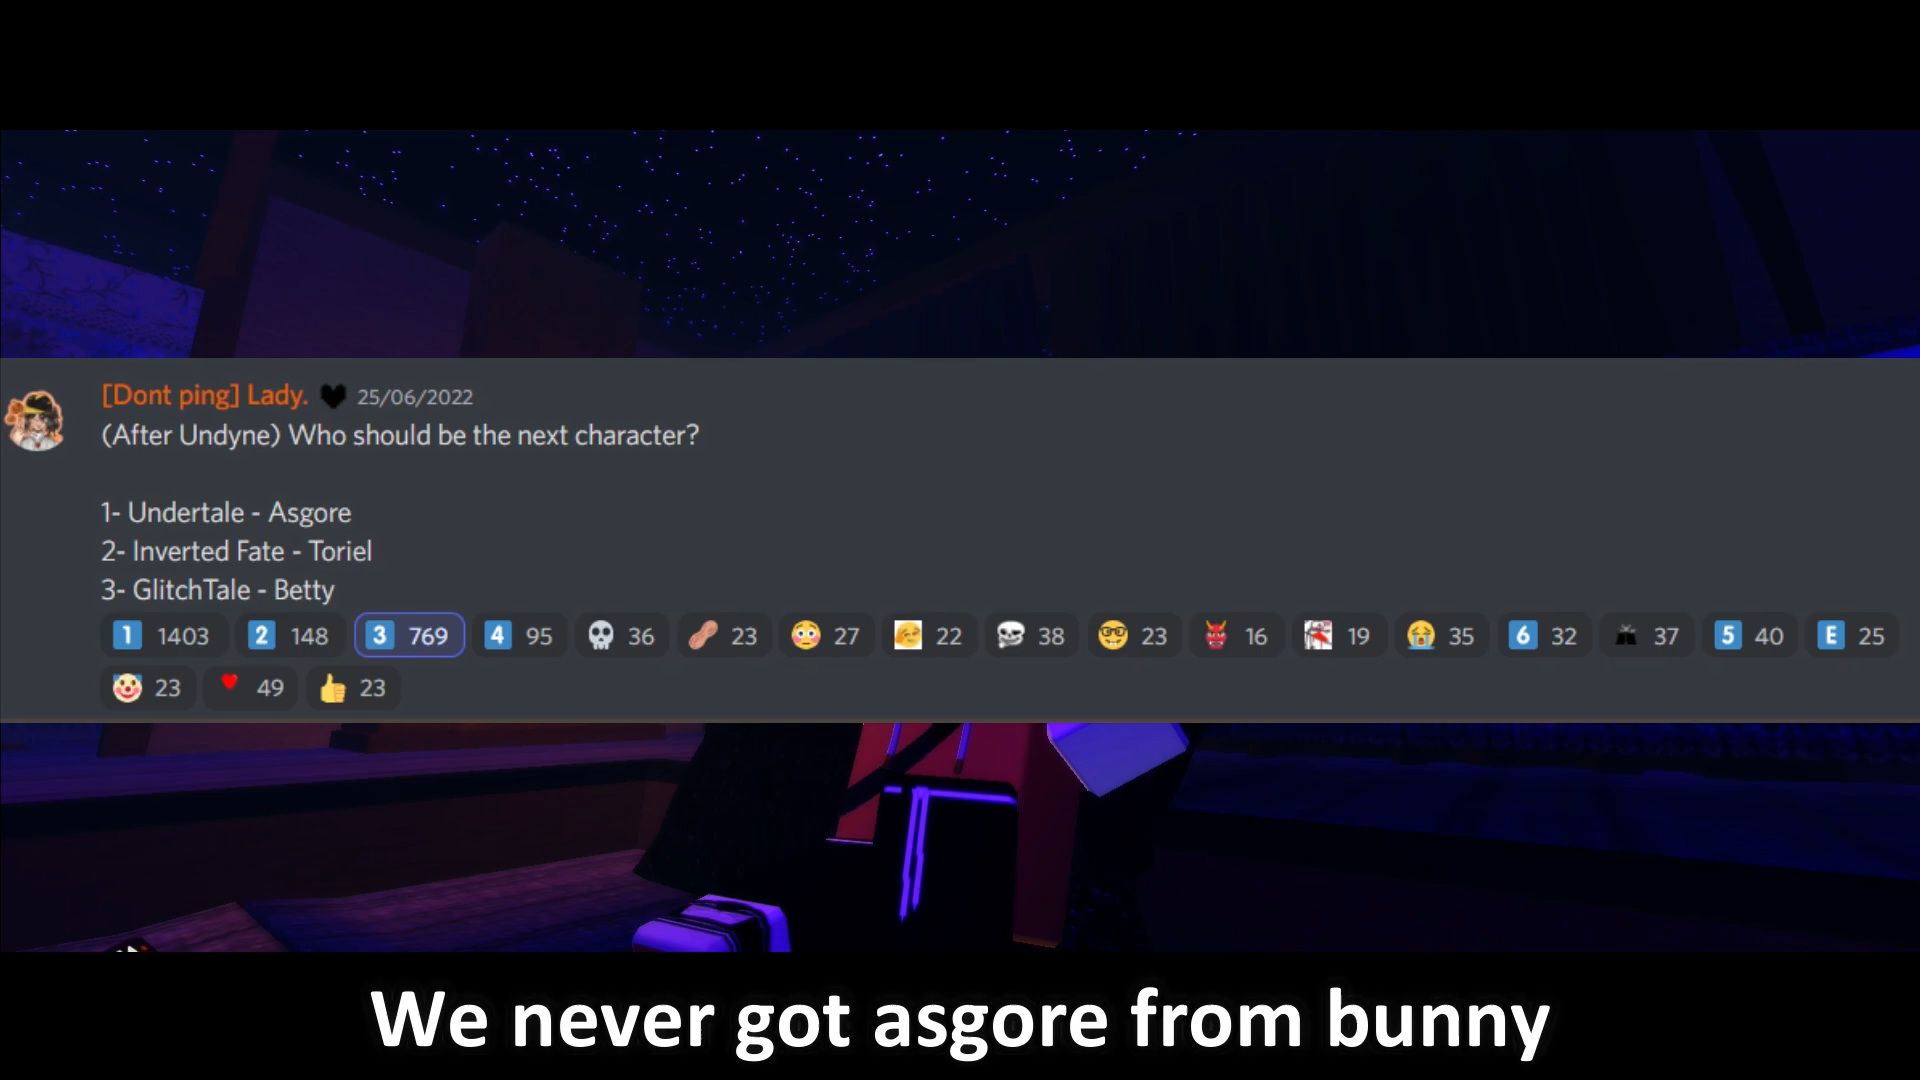 [Dont ping] Lady. 25/06/2022
(After Undyne) Who should be the next character?
1- Undertale - Asgore
2- Inverted Fate - Toriel
3- GlitchTale - Betty
1 1403 2 148 3 769 4 95 36 23 27 22 38 23 16 19 35 6 32 37 5 40 E 25
23 49 23
We never got asgore from bunny